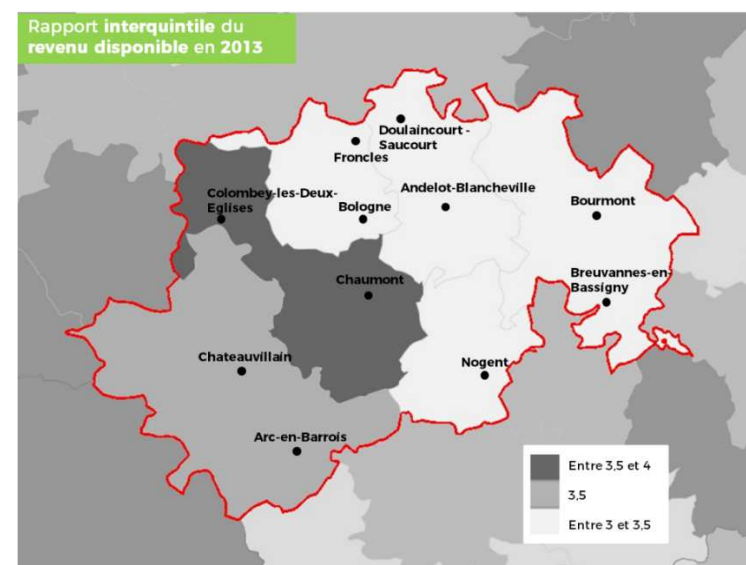 Rapport interquintile du
revenu disponible en 2013
Doulaincourt -
Saucourt
Froncles
Colombey-les-Deux-
Eglises
Bologne
Andelot-Blancheville
Bourmont
Breuvannes-en-
Bassigny
Chaumont
Chateauvillain
Nogent
Arc-en-Barrois
Entre 3,5 et 4
3,5
Entre 3 et 3,5